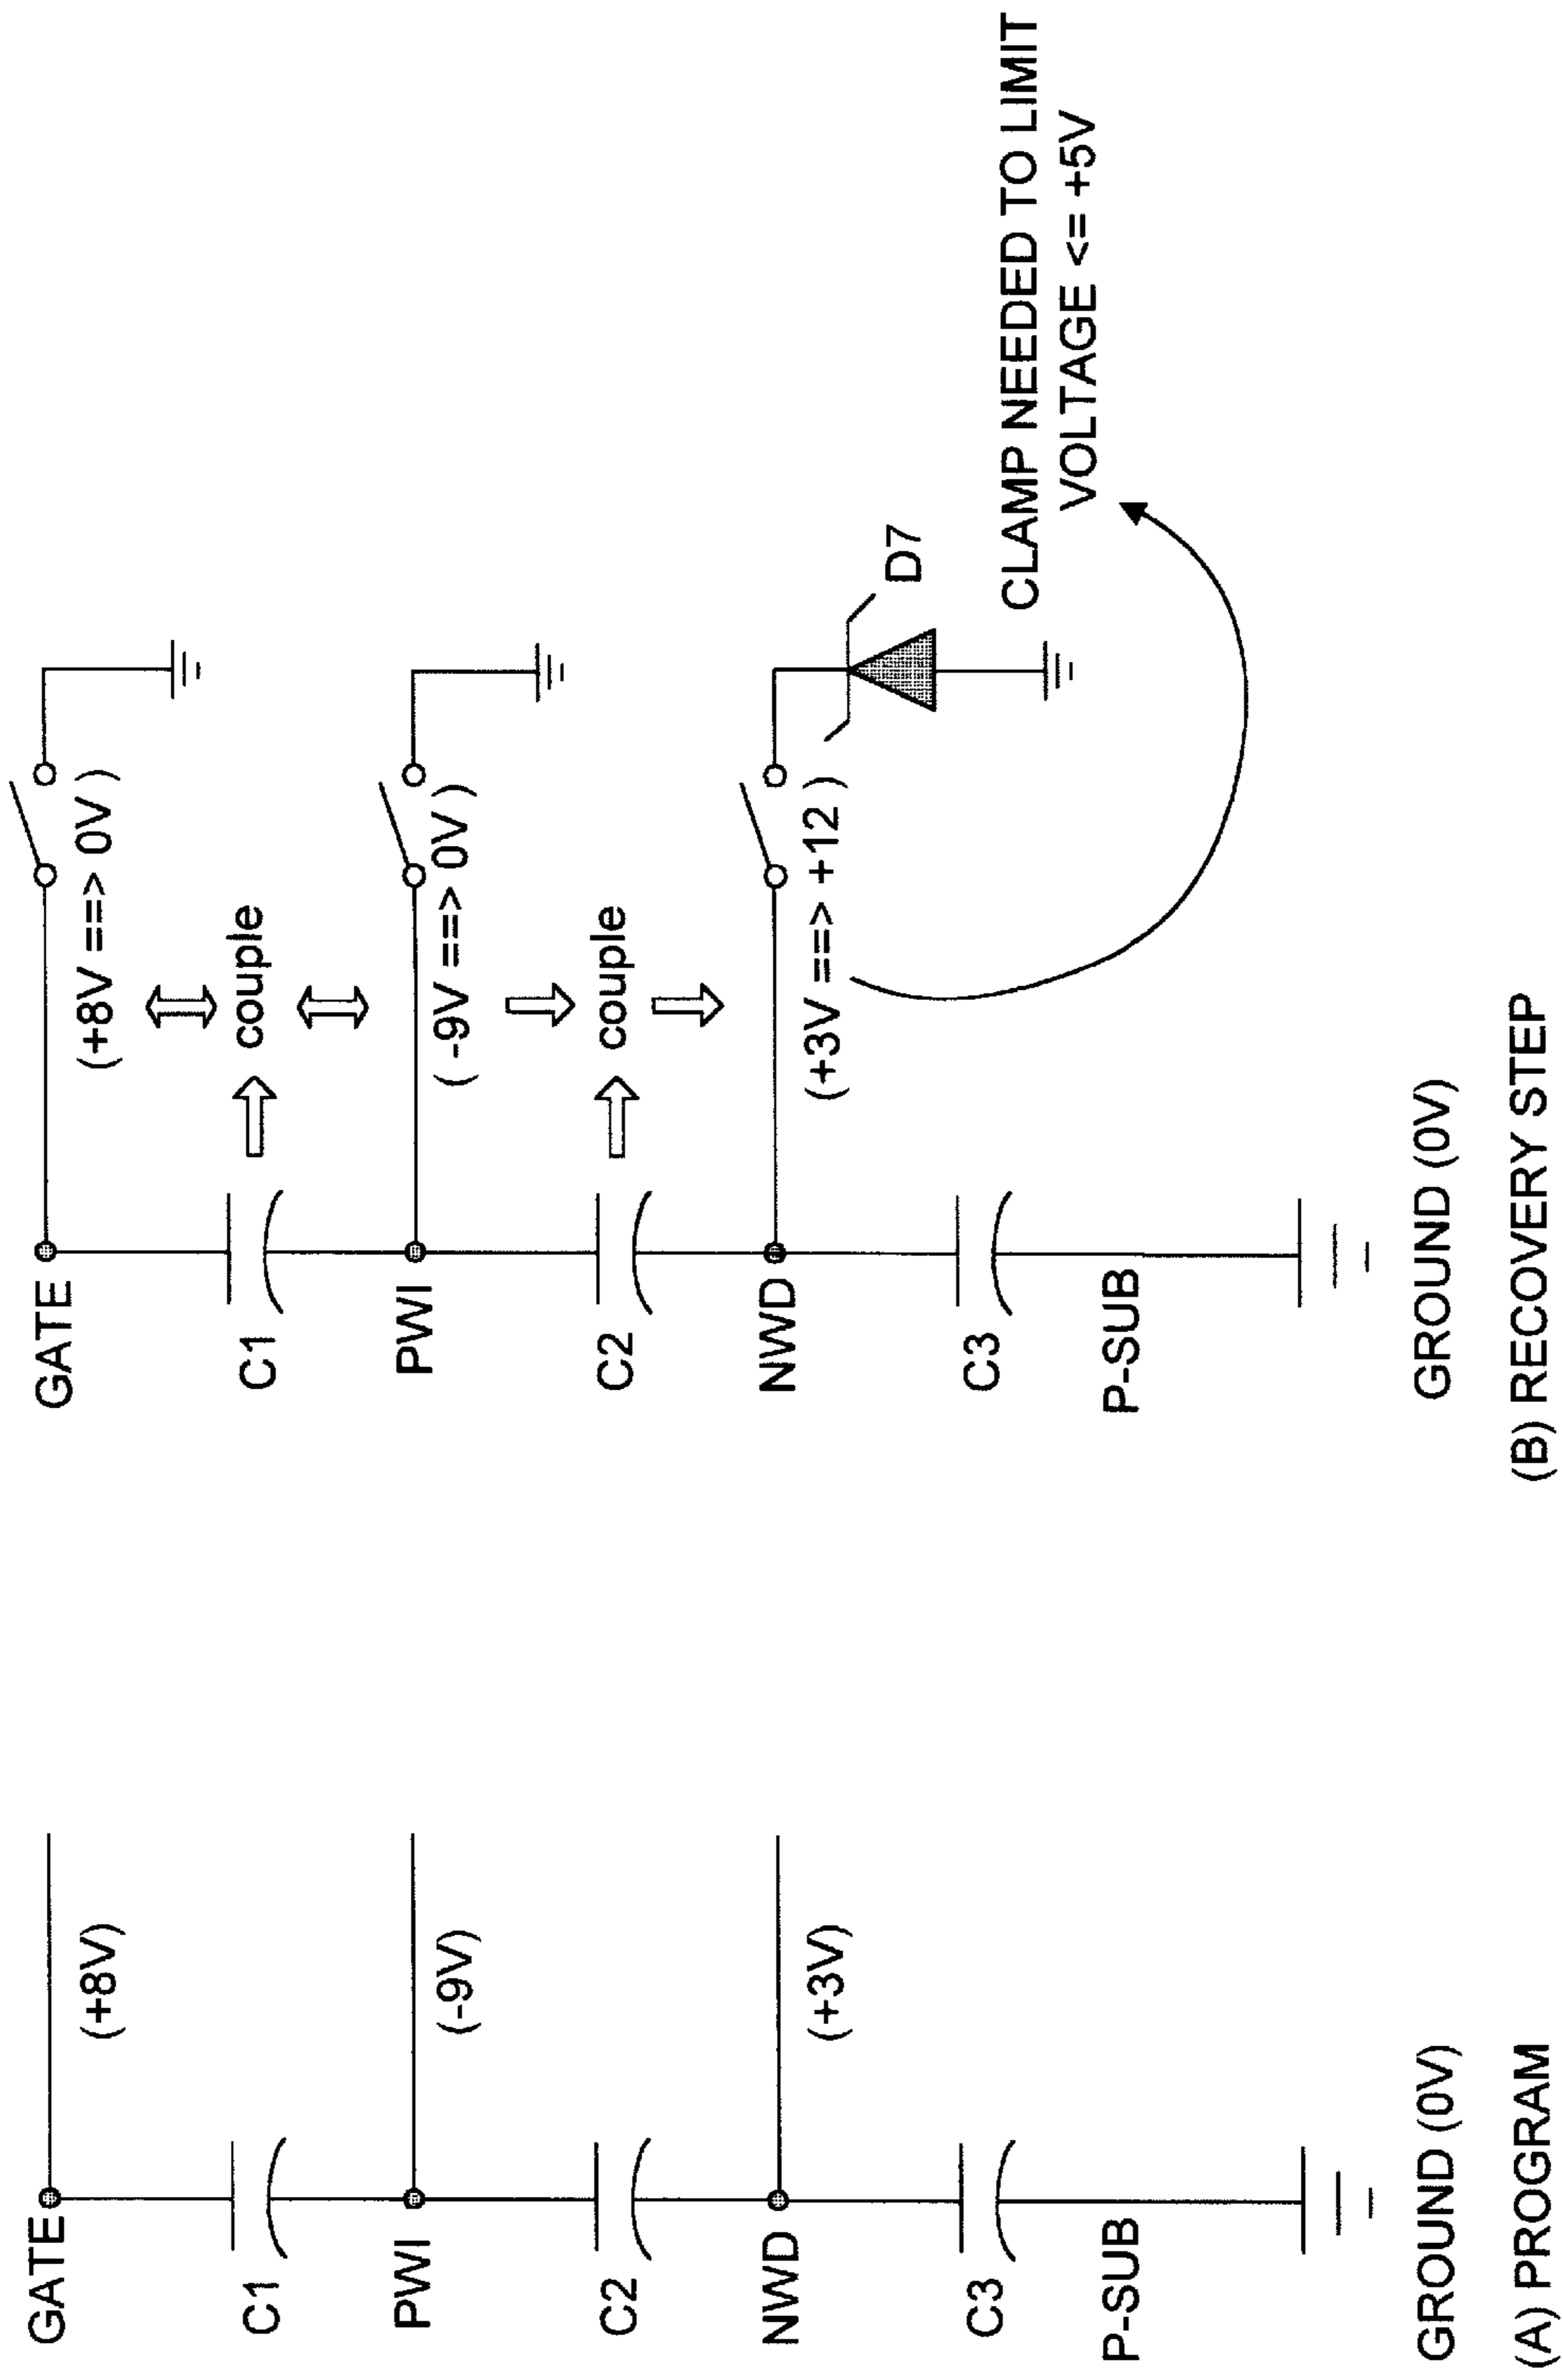 GATE
(+8V)
C1
PWI
(-9V)
C2
NWD
(+3V)
C3
P-SUB
GROUND (0V)
(A) PROGRAM
GATE
(+8V ==> 0V )
C1
couple
PWI
( -9V ==> 0V )
C2
couple
NWD
(+3V ==> +12 )
D7
C3
CLAMP NEEDED TO LIMIT
VOLTAGE <= +5V
P-SUB
GROUND (0V)
(B) RECOVERY STEP